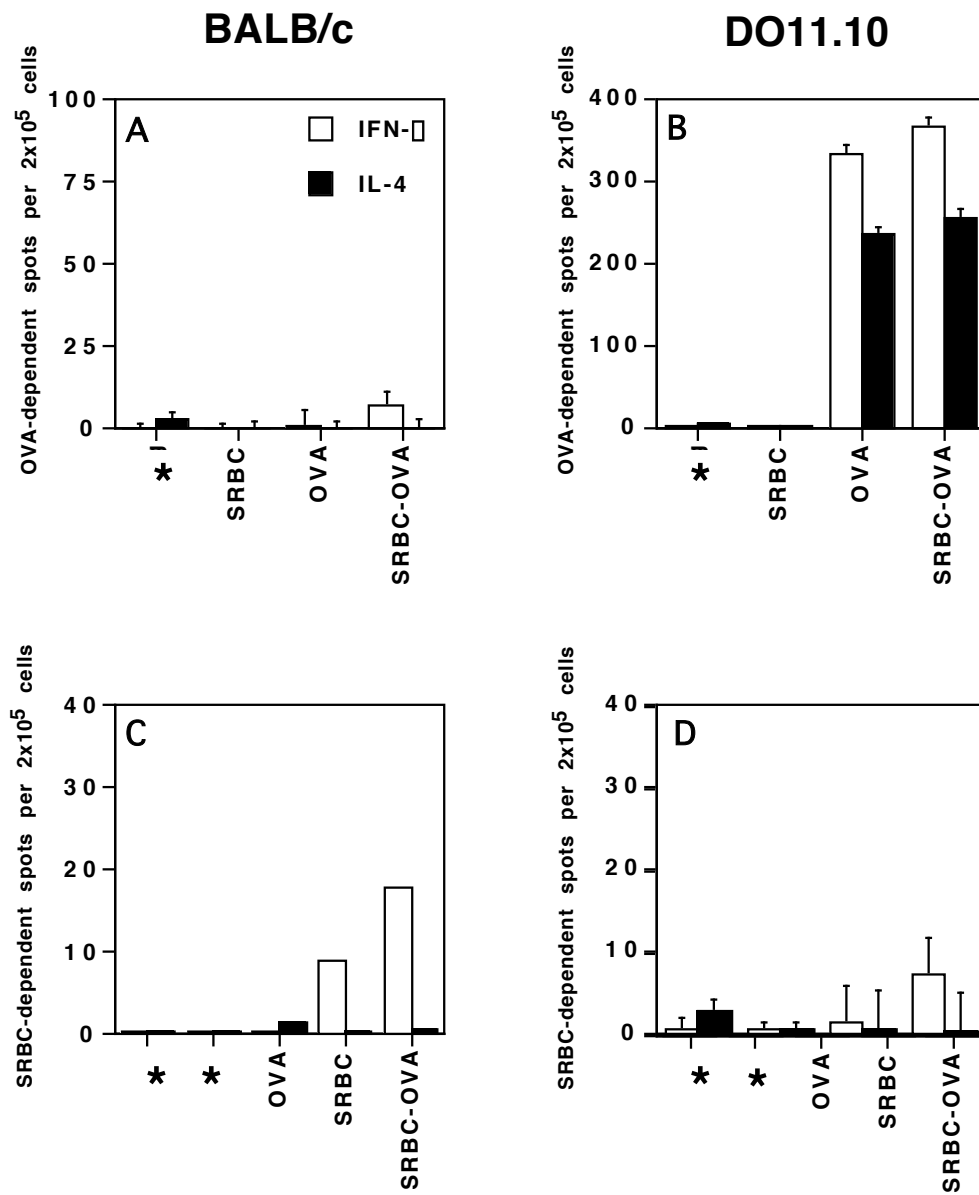 BALB/c
DO11.10
OVA-dependent spots per 2x10⁵ cells
100
75
50
25
0
A
IFN-▯
IL-4
*
SRBC
OVA
SRBC-OVA
OVA-dependent spots per 2x10⁵ cells
400
300
200
100
0
B
*
SRBC
OVA
SRBC-OVA
SRBC-dependent spots per 2x10⁵ cells
40
30
20
10
0
C
*
*
OVA
SRBC
SRBC-OVA
SRBC-dependent spots per 2x10⁵ cells
40
30
20
10
0
D
*
*
OVA
SRBC
SRBC-OVA